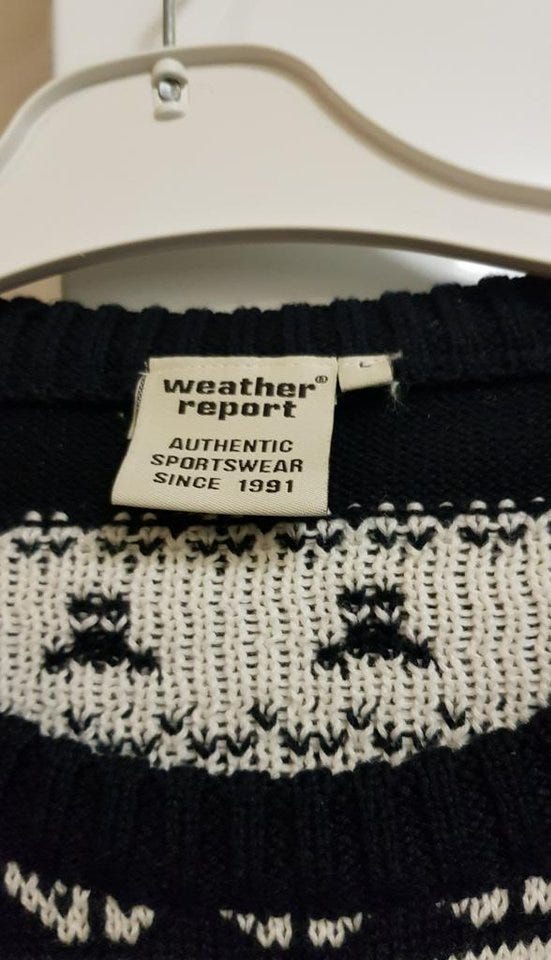 weather®
report
AUTHENTIC
SPORTSWEAR
SINCE 1991
L